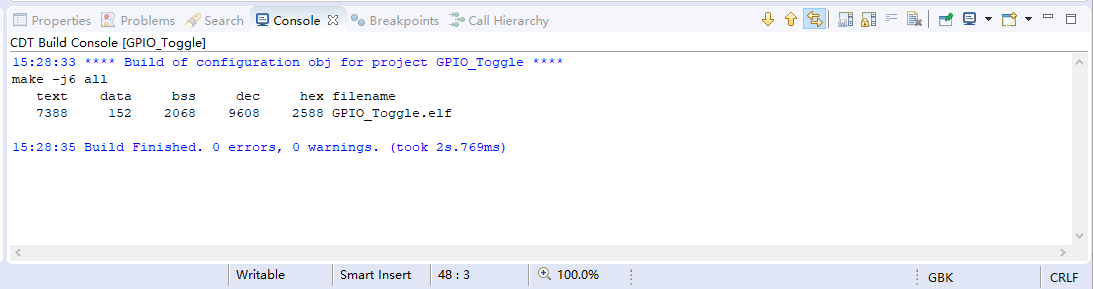 Properties Problems Search Console Breakpoints Call Hierarchy
CDT Build Console [GPIO_Toggle]
15:28:33 **** Build of configuration obj for project GPIO_Toggle ****
make -j6 all
text data bss dec hex filename
7388 152 2068 9608 2588 GPIO_Toggle.elf
15:28:35 Build Finished. 0 errors, 0 warnings. (took 2s.769ms)
Writable Smart Insert 48 : 3 100.0% GBK CRLF